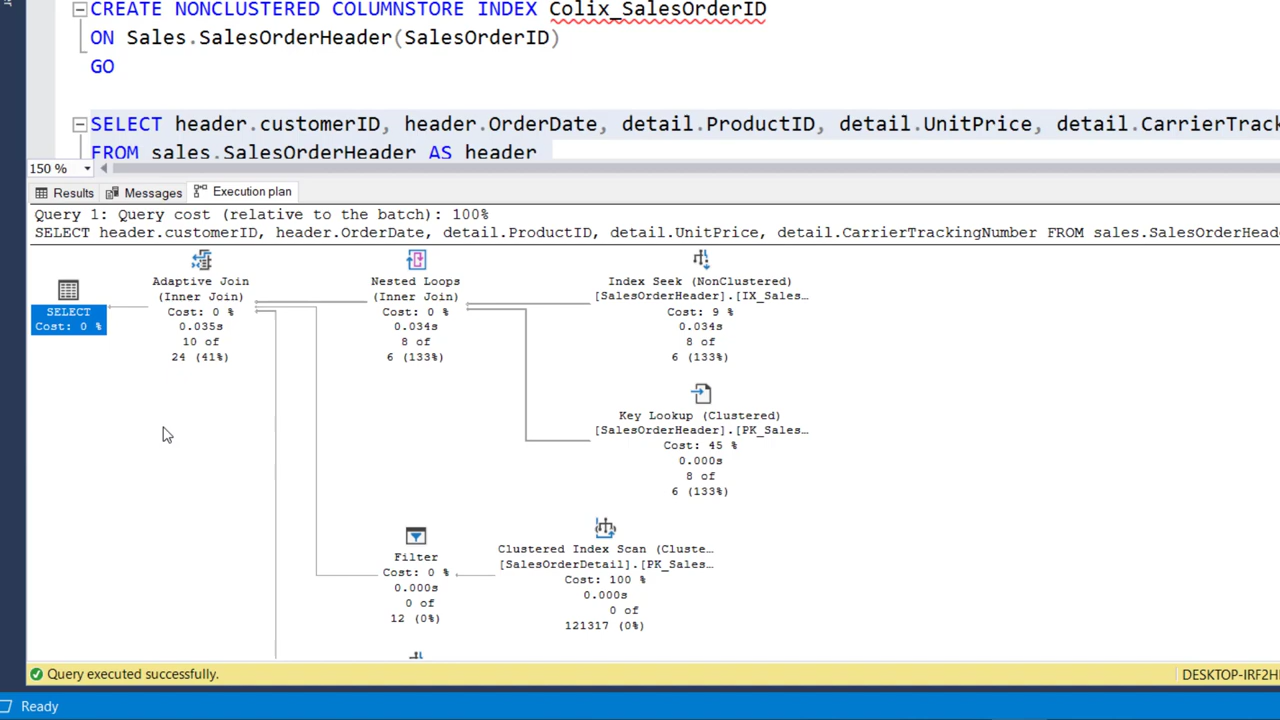 CREATE NONCLUSTERED COLUMNSTORE INDEX Colix_SalesOrderID
ON Sales.SalesOrderHeader(SalesOrderID)
GO
SELECT header.customerID, header.OrderDate, detail.ProductID, detail.UnitPrice, detail.CarrierTrack
FROM sales.SalesOrderHeader AS header
150 %
Results Messages Execution plan
Query 1: Query cost (relative to the batch): 100%
SELECT header.customerID, header.OrderDate, detail.ProductID, detail.UnitPrice, detail.CarrierTrackingNumber FROM sales.SalesOrderHeade
SELECT
Cost: 0 %
Adaptive Join
(Inner Join)
Cost: 0 %
0.035s
10 of
24 (41%)
Nested Loops
(Inner Join)
Cost: 0 %
0.034s
8 of
6 (133%)
Index Seek (NonClustered)
[SalesOrderHeader].[IX_Sales…
Cost: 9 %
0.034s
8 of
6 (133%)
Key Lookup (Clustered)
[SalesOrderHeader].[PK_Sales…
Cost: 45 %
0.000s
8 of
6 (133%)
Filter
Cost: 0 %
0.000s
0 of
12 (0%)
Clustered Index Scan (Cluste…
[SalesOrderDetail].[PK_Sales…
Cost: 100 %
0.000s
0 of
121317 (0%)
Query executed successfully.
DESKTOP-IRF2H
Ready